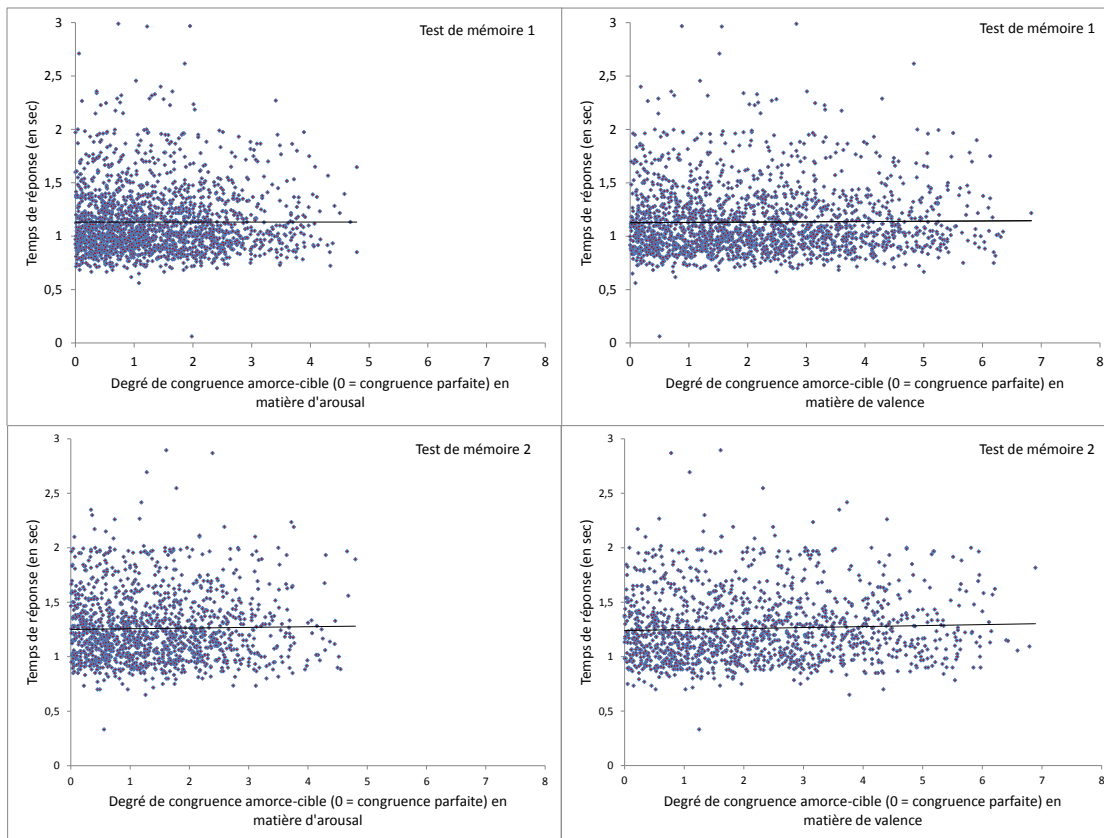 Test de mémoire 1
Temps de réponse (en sec)
3
2,5
2
1,5
1
0,5
0
0 1 2 3 4 5 6 7 8
Degré de congruence amorce-cible (0 = congruence parfaite) en
matière d'arousal
Test de mémoire 1
Temps de réponse (en sec)
3
2,5
2
1,5
1
0,5
0
0 1 2 3 4 5 6 7 8
Degré de congruence amorce-cible (0 = congruence parfaite) en
matière de valence
Test de mémoire 2
Temps de réponse (en sec)
3
2,5
2
1,5
1
0,5
0
0 1 2 3 4 5 6 7 8
Degré de congruence amorce-cible (0 = congruence parfaite) en
matière d'arousal
Test de mémoire 2
Temps de réponse (en sec)
3
2,5
2
1,5
1
0,5
0
0 1 2 3 4 5 6 7 8
Degré de congruence amorce-cible (0 = congruence parfaite) en
matière de valence